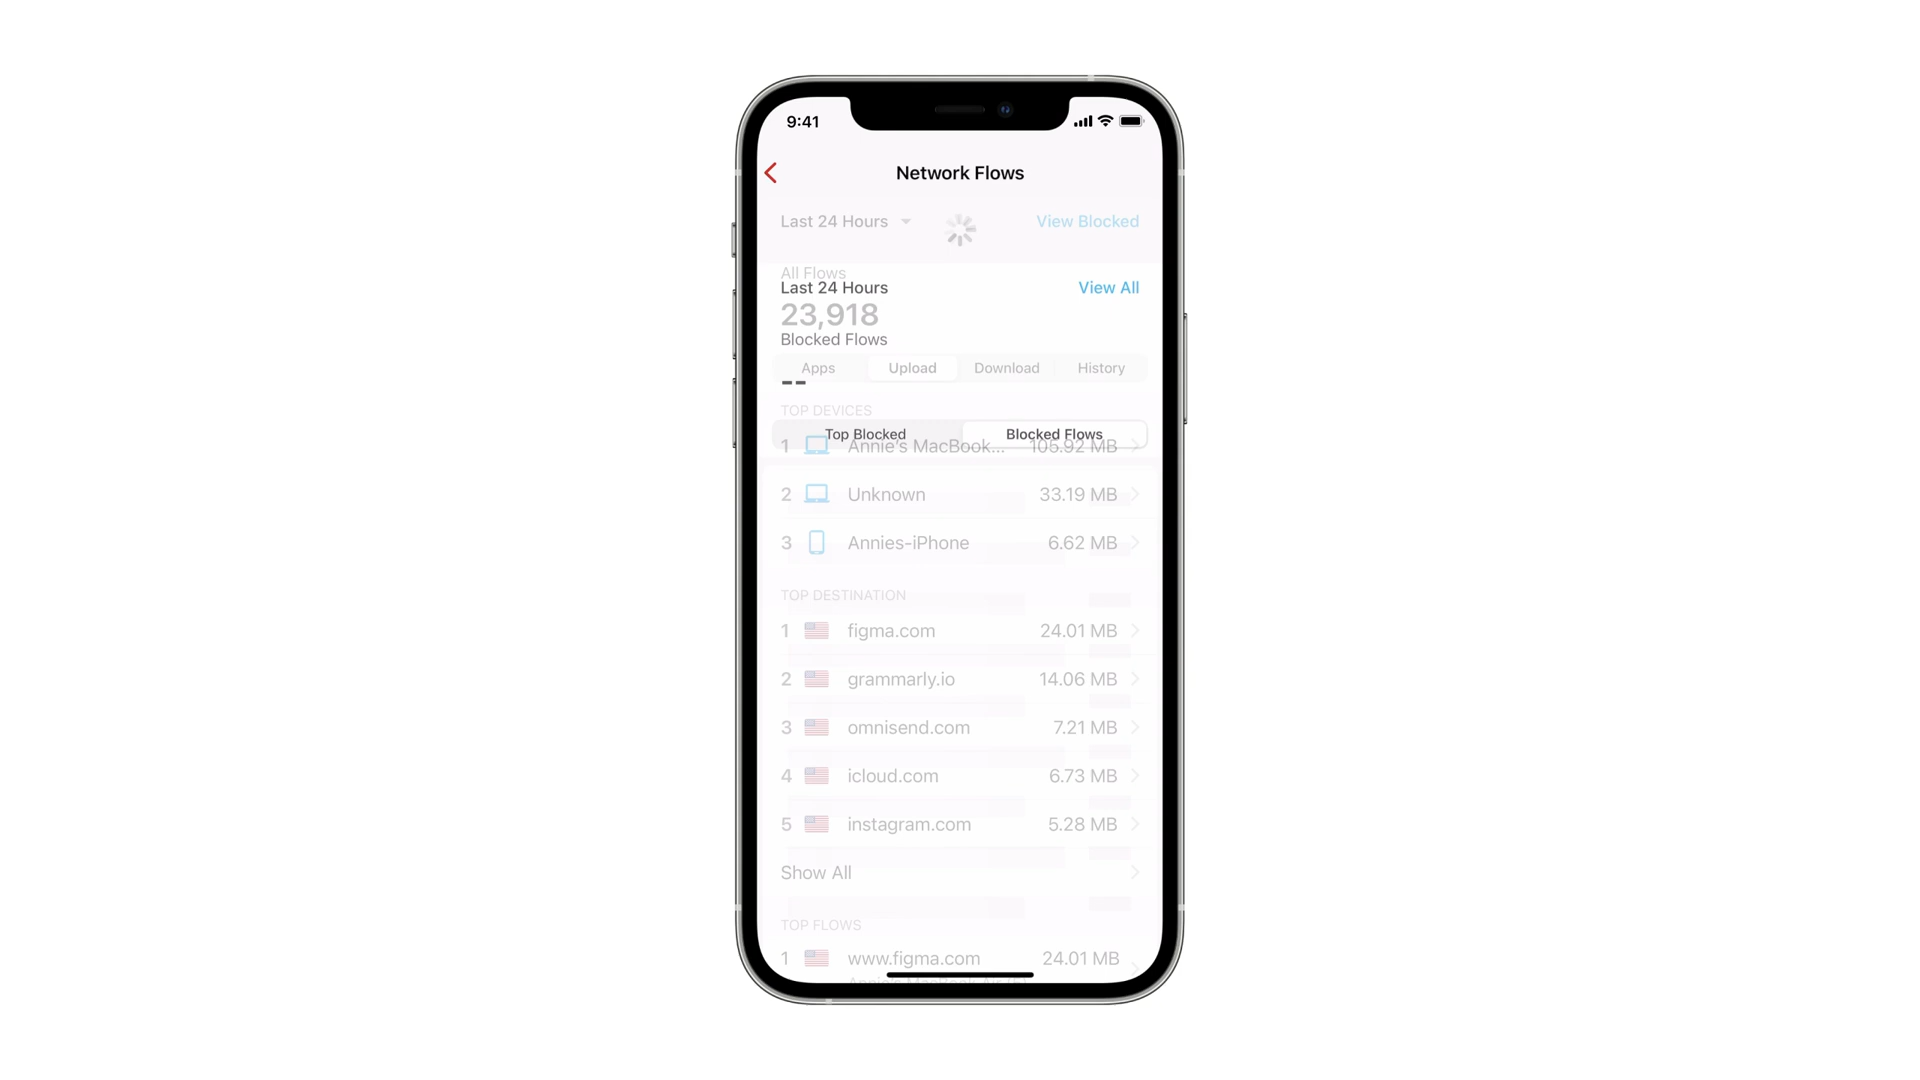 9:41
Network Flows
Last 24 Hours View Blocked
All Flows
Last 24 Hours View All
23,918
Blocked Flows
Apps Upload Download History
--
TOP DEVICES
Top Blocked Blocked Flows
1 Annie's MacBook... 105.92 MB
2 Unknown 33.19 MB
3 Annies-iPhone 6.62 MB
TOP DESTINATION
1 figma.com 24.01 MB
2 grammarly.io 14.06 MB
3 omnisend.com 7.21 MB
4 icloud.com 6.73 MB
5 instagram.com 5.28 MB
Show All
TOP FLOWS
1 www.figma.com 24.01 MB
Annie's MacBook Air